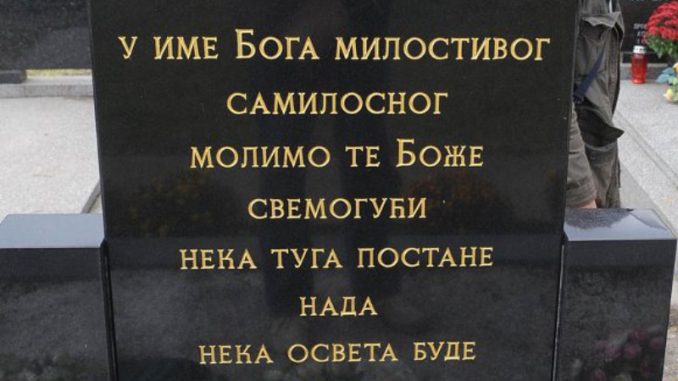 У ИМЕ БОГА МИЛОСТИВОГ
САМИЛОСНОГ
МОЛИМО ТЕ БОЖЕ
СВЕМОГУЋИ
НЕКА ТУГА ПОСТАНЕ
НАДА
НЕКА ОСВЕТА БУДЕ